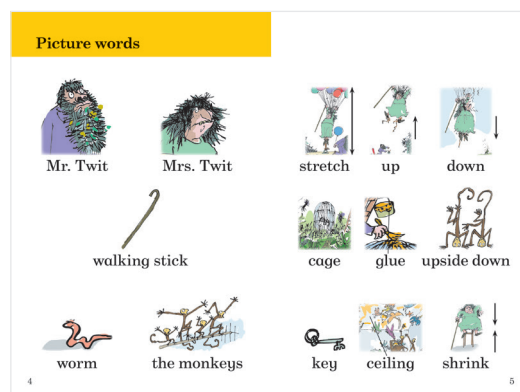 Picture words
Mr. Twit
Mrs. Twit
walking stick
worm
the monkeys
4
stretch
up
down
cage
glue
upside down
key
ceiling
shrink
5